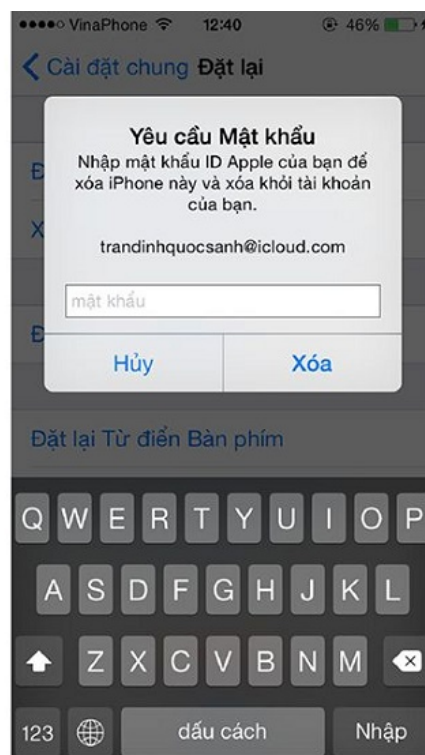 VinaPhone 12:40 46%
Cài đặt chung Đặt lại
Yêu cầu Mật khẩu
Nhập mật khẩu ID Apple của bạn để
xóa iPhone này và xóa khỏi tài khoản
của bạn.
trandinhquocsanh@icloud.com
mật khẩu
Hủy Xóa
Đặt lại Từ điển Bàn phím
Q W E R T Y U I O P
A S D F G H J K L
Z X C V B N M
123 dấu cách Nhập